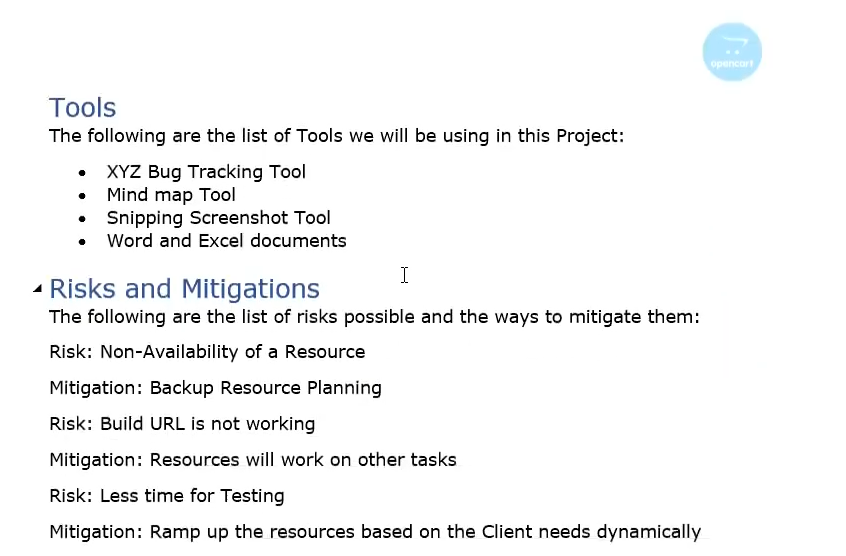 opencart
Tools
The following are the list of Tools we will be using in this Project:
• XYZ Bug Tracking Tool
• Mind map Tool
• Snipping Screenshot Tool
• Word and Excel documents
Risks and Mitigations
The following are the list of risks possible and the ways to mitigate them:
Risk: Non-Availability of a Resource
Mitigation: Backup Resource Planning
Risk: Build URL is not working
Mitigation: Resources will work on other tasks
Risk: Less time for Testing
Mitigation: Ramp up the resources based on the Client needs dynamically